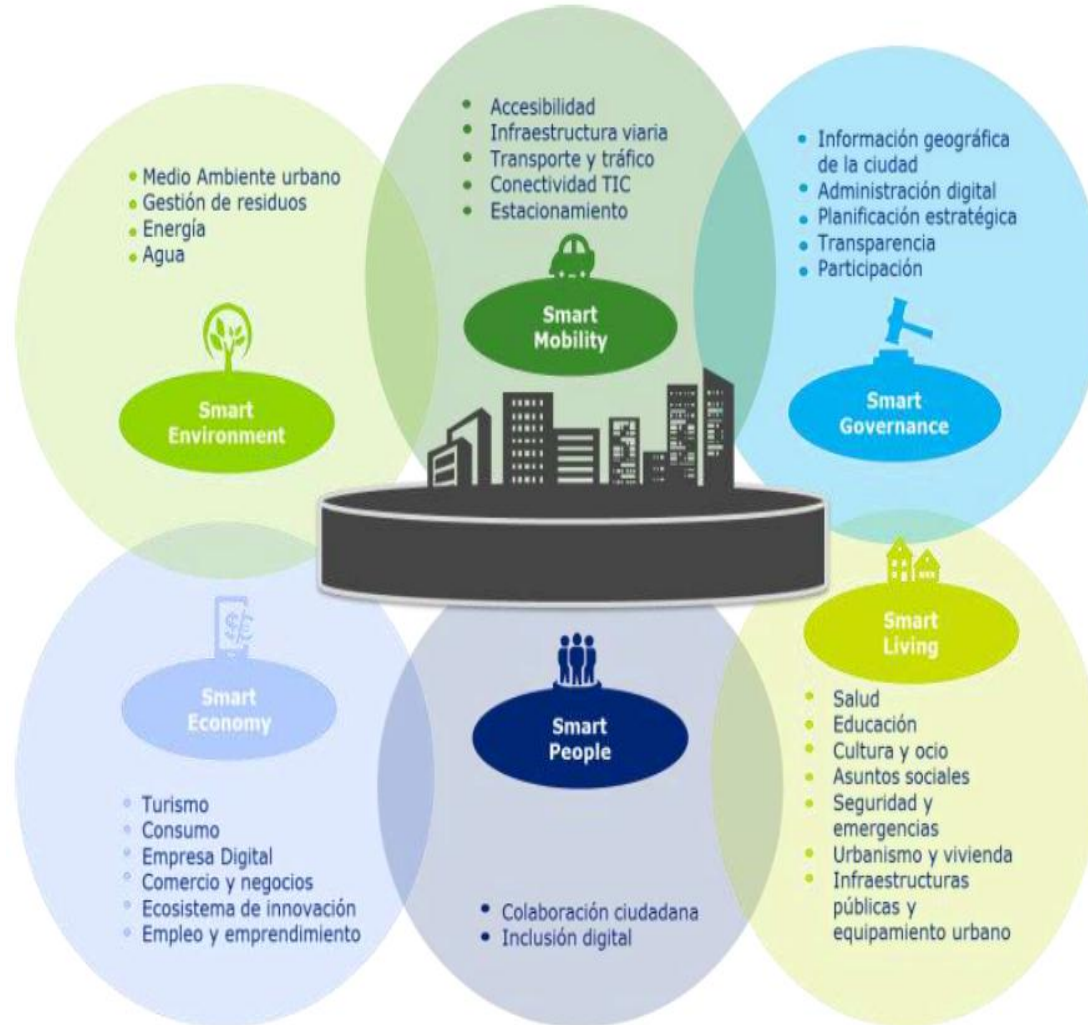 Medio Ambiente urbano
Gestión de residuos
Energía
Agua
Smart
Environment
Accesibilidad
Infraestructura viaria
Transporte y tráfico
Conectividad TIC
Estacionamiento
Smart
Mobility
Información geográfica
de la ciudad
Administración digital
Planificación estratégica
Transparencia
Participación
Smart
Governance
$/€
Smart
Economy
Turismo
Consumo
Empresa Digital
Comercio y negocios
Ecosistema de innovación
Empleo y emprendimiento
Smart
People
Colaboración ciudadana
Inclusión digital
Smart
Living
Salud
Educación
Cultura y ocio
Asuntos sociales
Seguridad y
emergencias
Urbanismo y vivienda
Infraestructuras
públicas y
equipamiento urbano